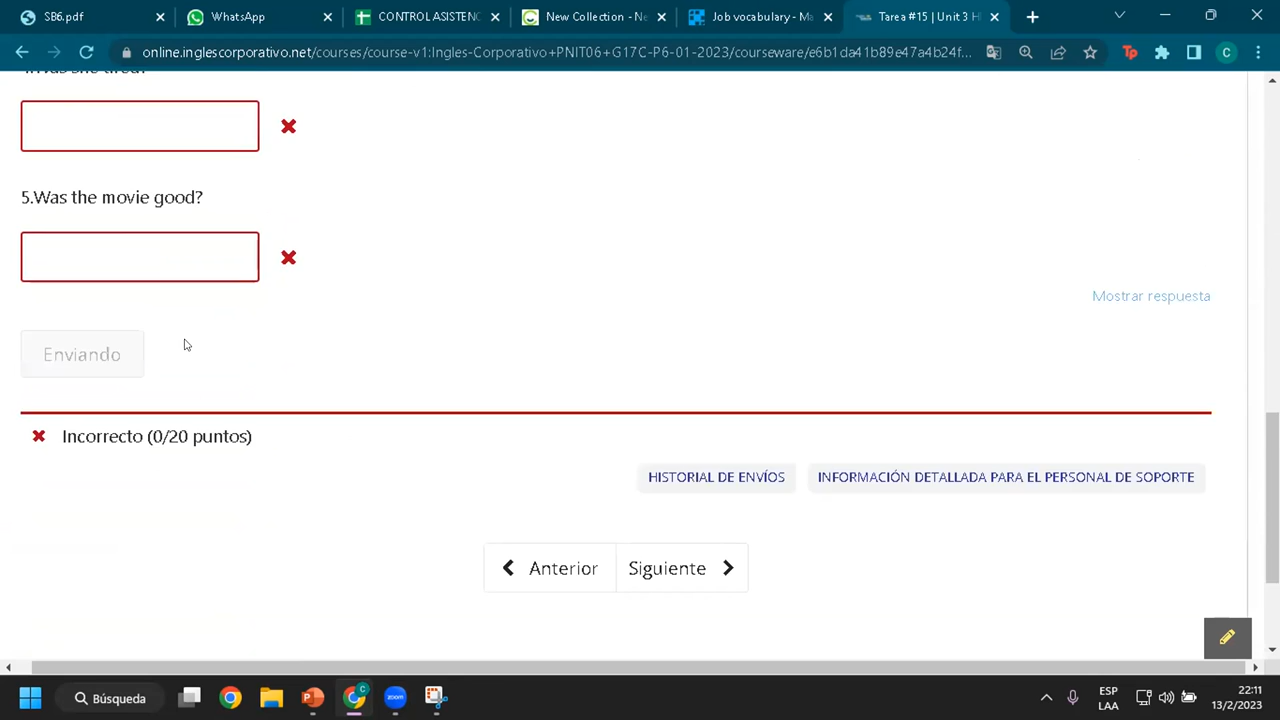 SB6.pdf
WhatsApp
CONTROL ASISTENC
New Collection - Ne
Job vocabulary - Ma
Tarea #15 | Unit 3 H
online.inglescorporativo.net/courses/course-v1:Ingles-Corporativo+PNIT06+G17C-P6-01-2023/courseware/e6b1da41b89e47a4b24f...
Tp
C
5.Was the movie good?
Mostrar respuesta
Enviando
Incorrecto (0/20 puntos)
HISTORIAL DE ENVÍOS
INFORMACIÓN DETALLADA PARA EL PERSONAL DE SOPORTE
Anterior
Siguiente
Búsqueda
zoom
ESP
LAA
22:11
13/2/2023